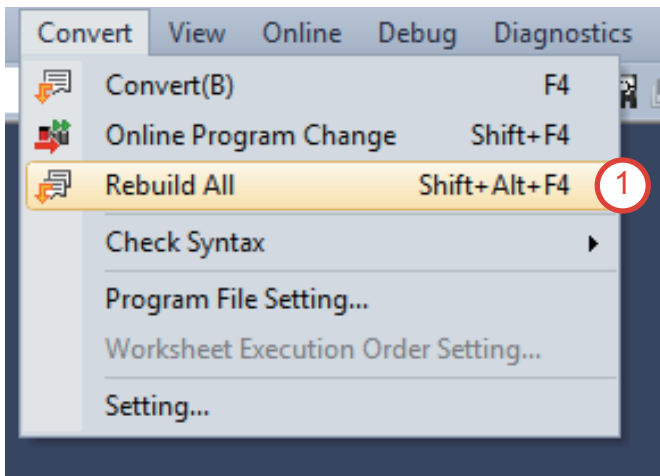 Convert View Online Debug Diagnostics
Convert(B) F4
Online Program Change Shift+F4
Rebuild All Shift+Alt+F4 1
Check Syntax
Program File Setting...
Worksheet Execution Order Setting...
Setting...